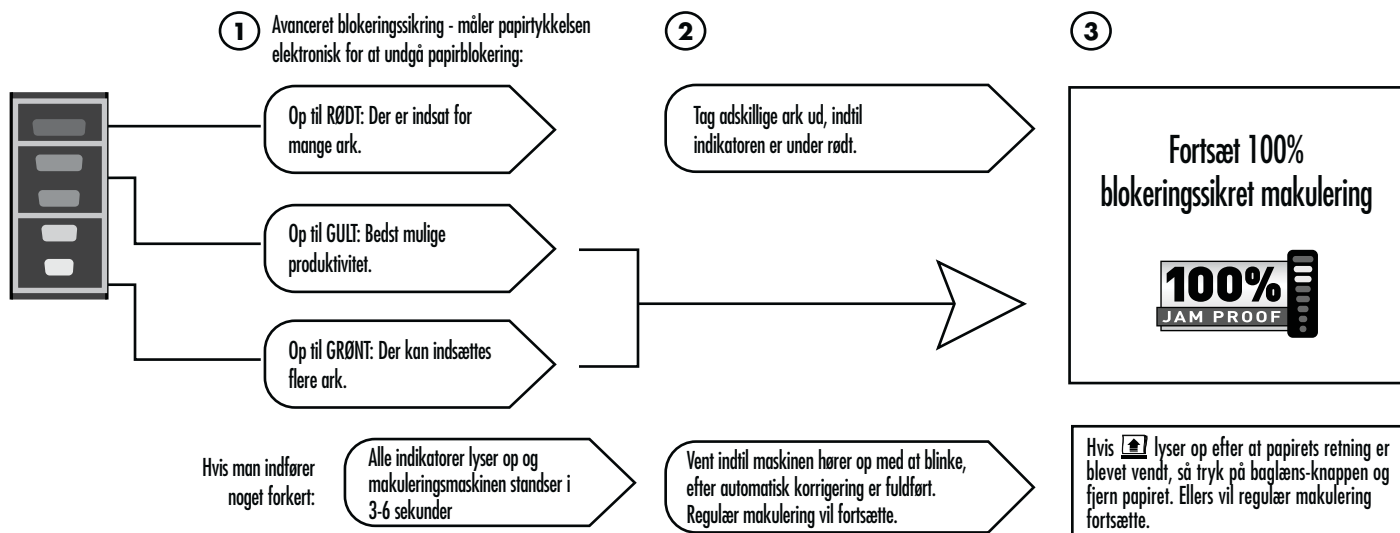 1
Avanceret blokeringssikring - måler papirtykkelsen
elektronisk for at undgå papirblokering:
Op til RØDT: Der er indsat for
mange ark.
Op til GULT: Bedst mulige
produktivitet.
Op til GRØNT: Der kan indsættes
flere ark.
2
Tag adskillige ark ud, indtil
indikatoren er under rødt.
3
Fortsæt 100%
blokeringssikret makulering
100%
JAM PROOF
Hvis man indfører
noget forkert:
Alle indikatorer lyser op og
makuleringsmaskinen standser i
3-6 sekunder
Vent indtil maskinen hører op med at blinke,
efter automatisk korrigering er fuldført.
Regulær makulering vil fortsætte.
Hvis lyser op efter at papirets retning er
blevet vendt, så tryk på baglæns-knappen og
fjern papiret. Ellers vil regulær makulering
fortsætte.